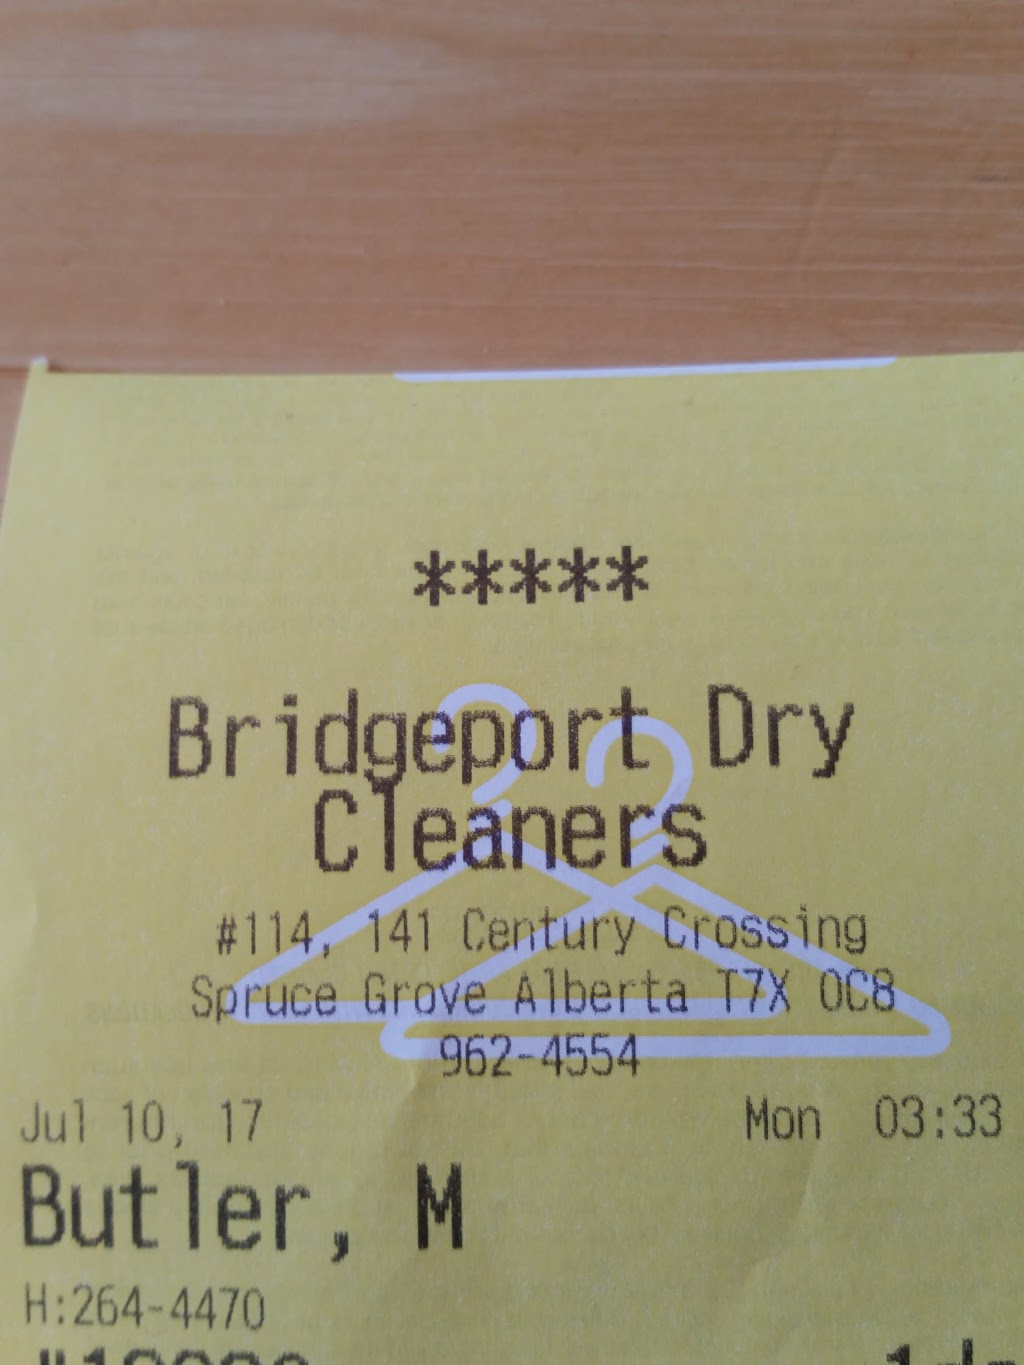 *****
Bridgeport Dry
Cleaners
#114, 141 Century Crossing
Spruce Grove Alberta T7X 0C8
962-4554
Jul 10, 17 Mon 03:33
Butler, M
H:264-4470